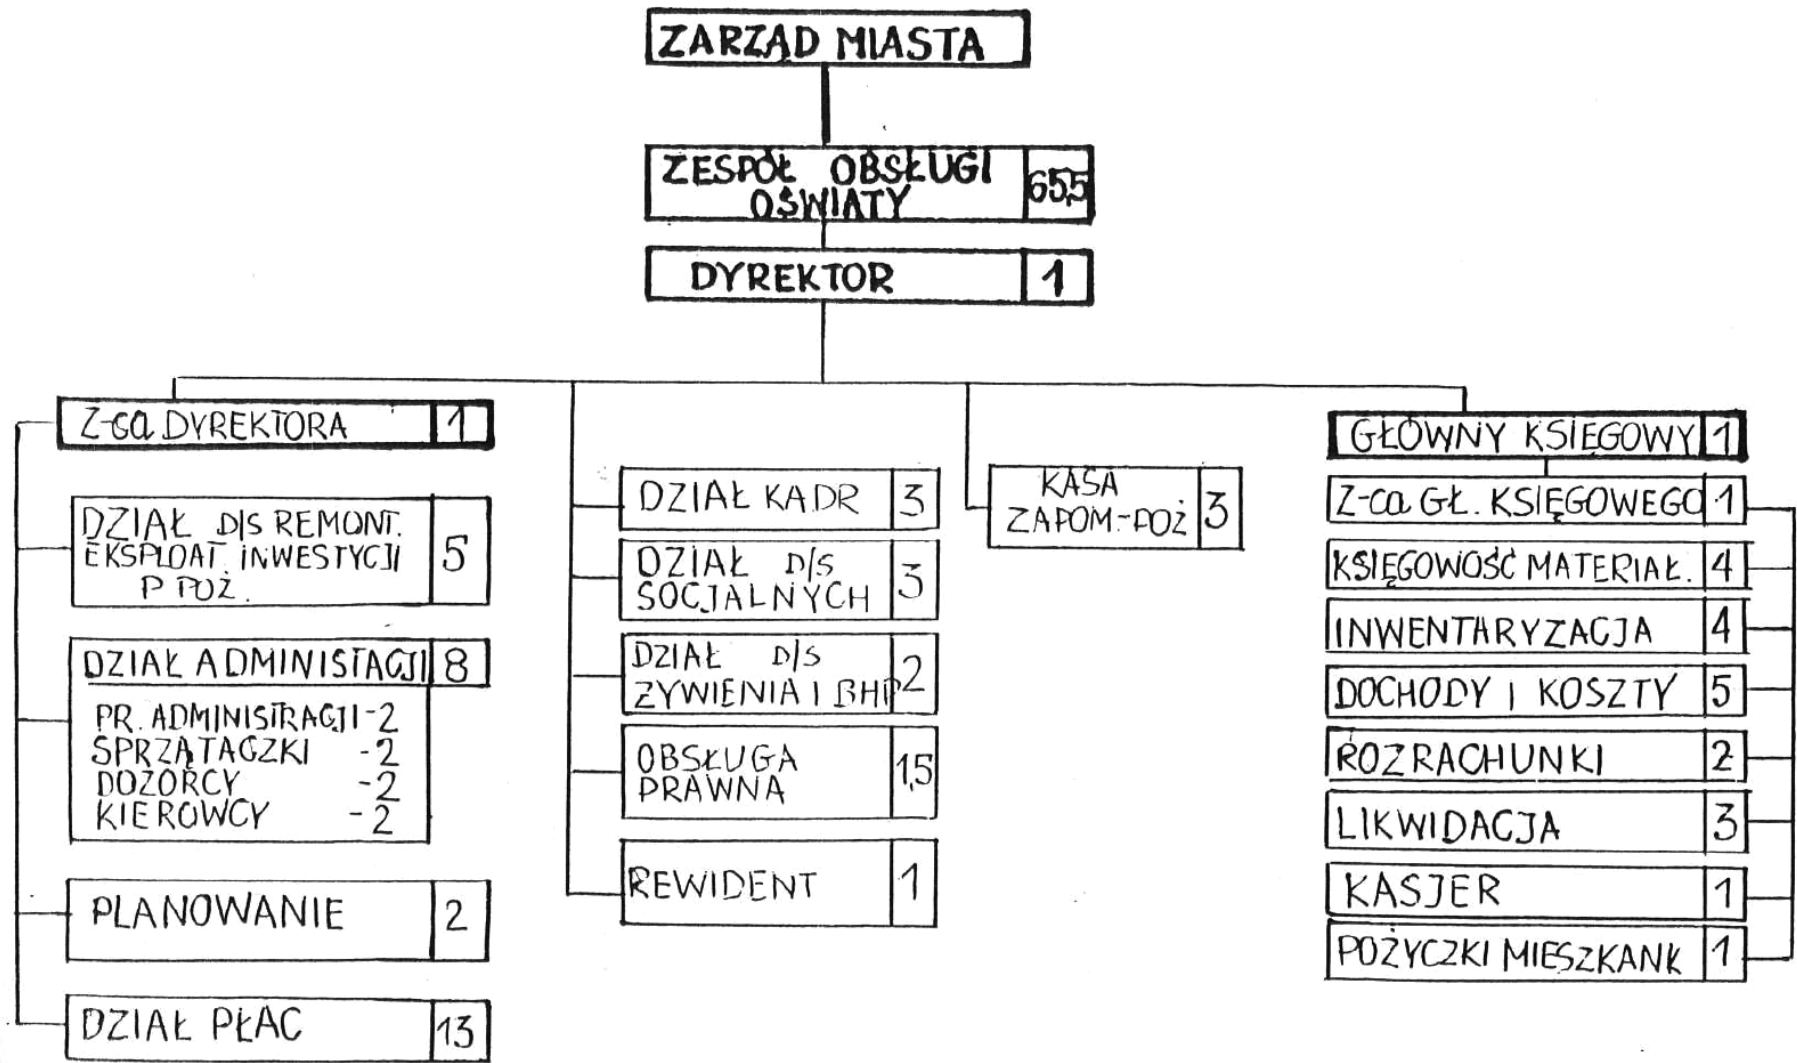 ZARZĄD MIASTA
ZESPÓŁ OBSŁUGI
OŚWIATY
65,5
DYREKTOR 1
Z-ca DYREKTORA 1
DZIAŁ D/S REMONT.
EKSPLOAT. INWESTYCJI
P POŻ.
5
DZIAŁ ADMINISTACJI 8
PR. ADMINISTRACJI -2
SPRZĄTACZKI -2
DOZORCY -2
KIEROWCY -2
PLANOWANIE 2
DZIAŁ PŁAC 13
DZIAŁ KADR 3
DZIAŁ D/S
SOCJALNYCH
3
DZIAŁ D/S
ZYWIENIA I BHP
2
OBSŁUGA
PRAWNA
1,5
REWIDENT 1
KASA
ZAPOM.-POŻ
3
GŁÓWNY KSIĘGOWY 1
Z-ca GŁ. KSIĘGOWEGO 1
KSIĘGOWOŚĆ MATERIAŁ. 4
INWENTARYZACJA 4
DOCHODY I KOSZTY 5
ROZRACHUNKI 2
LIKWIDACJA 3
KASJER 1
POŻYCZKI MIESZKANK 1